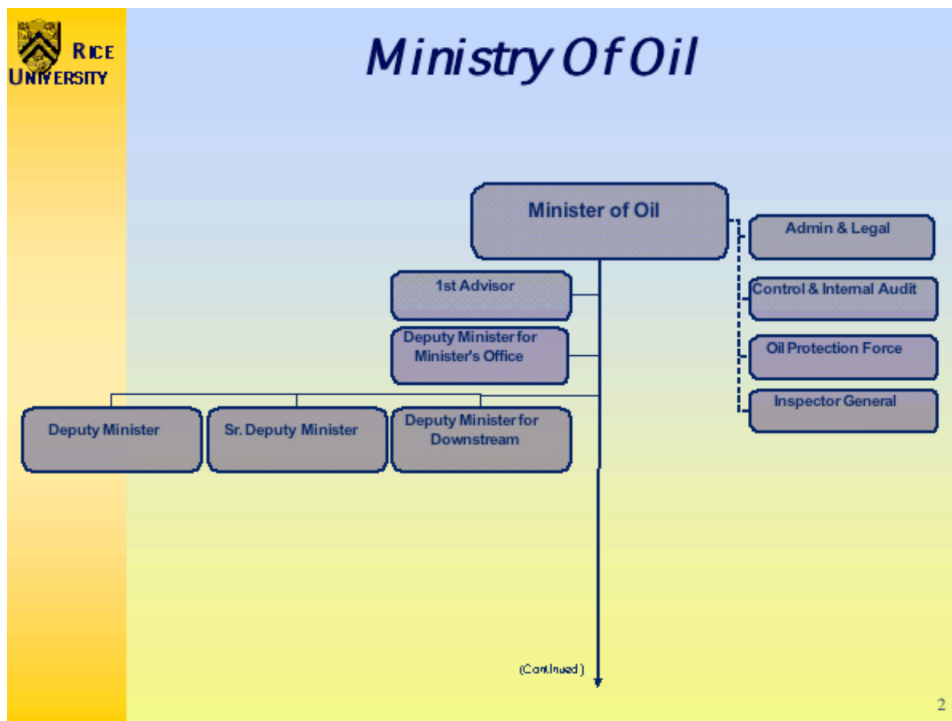 RICE
UNIVERSITY
Ministry Of Oil
Minister of Oil
Admin & Legal
1st Advisor
Control & Internal Audit
Deputy Minister for
Minister's Office
Oil Protection Force
Inspector General
Deputy Minister
Sr. Deputy Minister
Deputy Minister for
Downstream
(Continued)
2